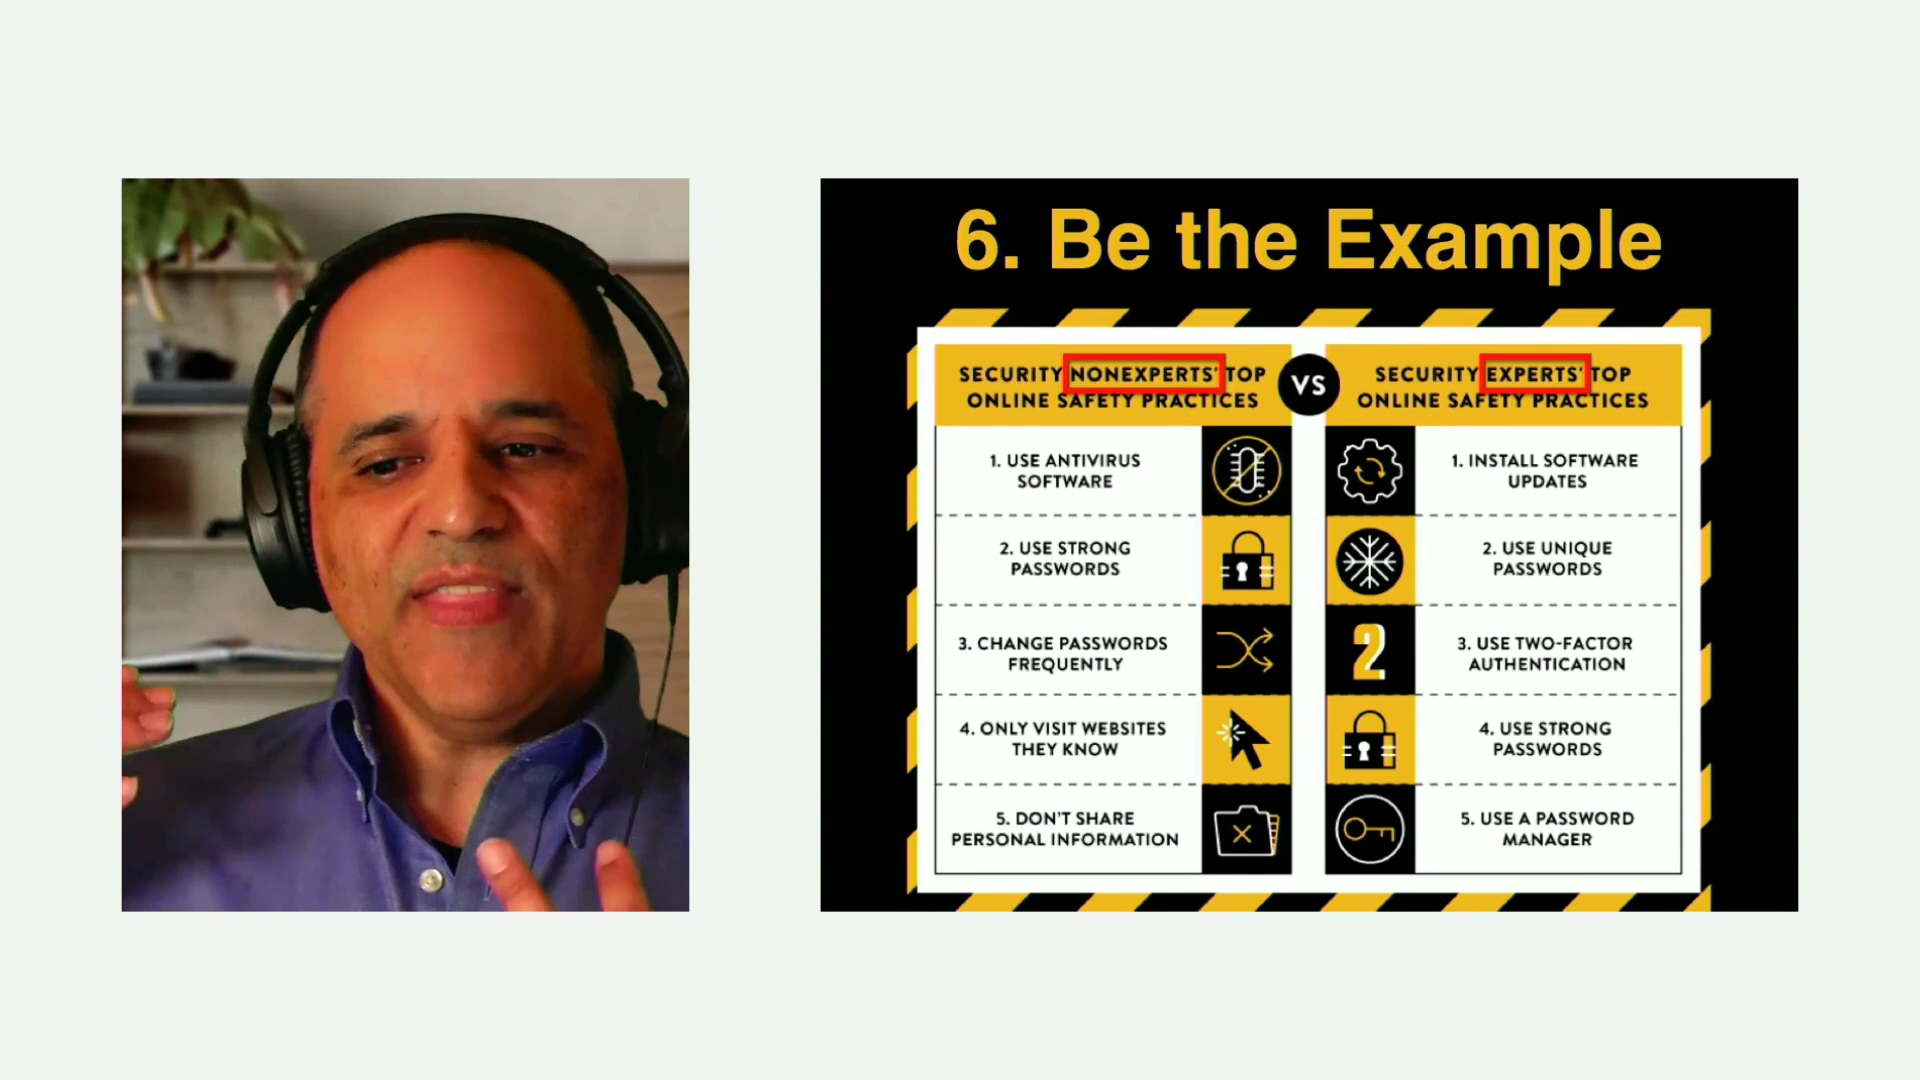 6. Be the Example
SECURITY NONEXPERTS' TOP
ONLINE SAFETY PRACTICES
VS
SECURITY EXPERTS' TOP
ONLINE SAFETY PRACTICES
1. USE ANTIVIRUS
SOFTWARE
2. USE STRONG
PASSWORDS
3. CHANGE PASSWORDS
FREQUENTLY
4. ONLY VISIT WEBSITES
THEY KNOW
5. DON'T SHARE
PERSONAL INFORMATION
1. INSTALL SOFTWARE
UPDATES
2. USE UNIQUE
PASSWORDS
2
3. USE TWO-FACTOR
AUTHENTICATION
4. USE STRONG
PASSWORDS
5. USE A PASSWORD
MANAGER